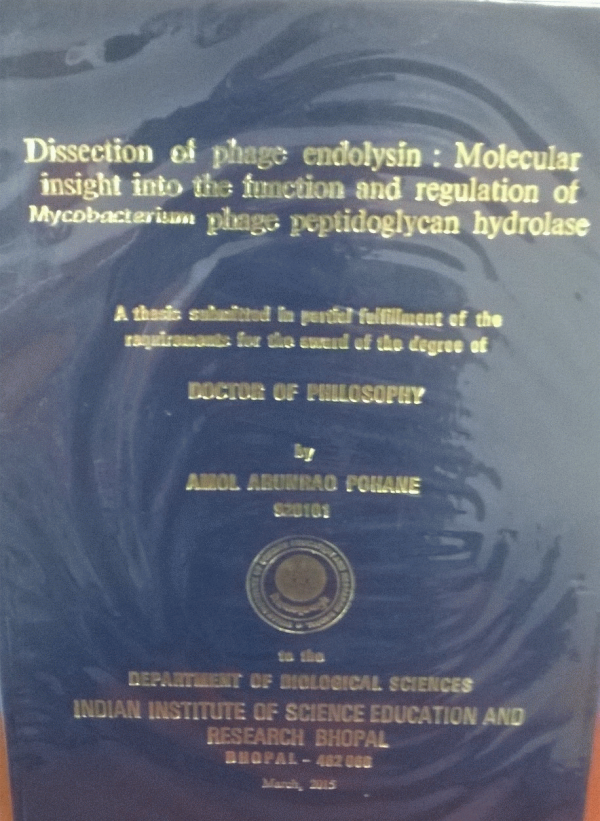 Dissection of phage endolysin : Molecular
insight into the function and regulation of
Mycobacterium phage peptidoglycan hydrolase
A thesis submitted in partial fulfillment of the
requirements for the award of the degree of
DOCTOR OF PHILOSOPHY
by
AMOL ARUNRAO POHANE
to the
DEPARTMENT OF BIOLOGICAL SCIENCES
INDIAN INSTITUTE OF SCIENCE EDUCATION AND
RESEARCH BHOPAL
BHOPAL - 462 066
March, 2015